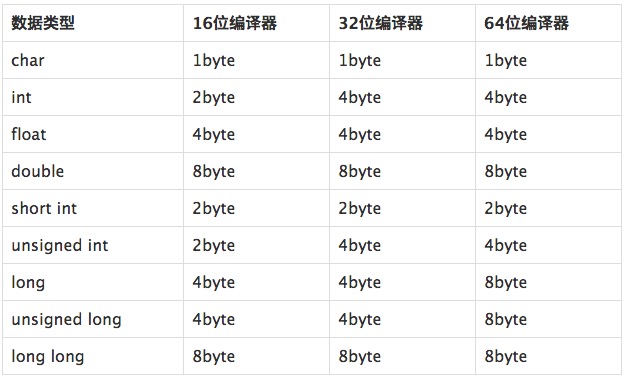 数据类型 16位编译器 32位编译器 64位编译器
char 1byte 1byte 1byte
int 2byte 4byte 4byte
float 4byte 4byte 4byte
double 8byte 8byte 8byte
short int 2byte 2byte 2byte
unsigned int 2byte 4byte 4byte
long 4byte 4byte 8byte
unsigned long 4byte 4byte 8byte
long long 8byte 8byte 8byte